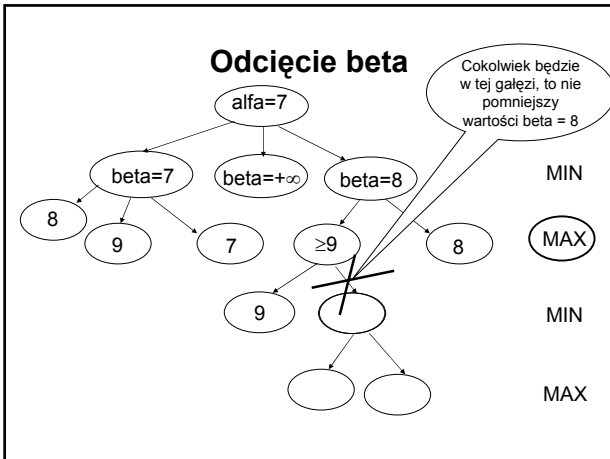 Odcięcie beta
Cokolwiek będzie
w tej gałęzi, to nie
pomniejszy
wartości beta = 8
alfa=7
beta=7
beta=+∞
beta=8
MIN
8
9
7
≥9
8
MAX
9
MIN
MAX